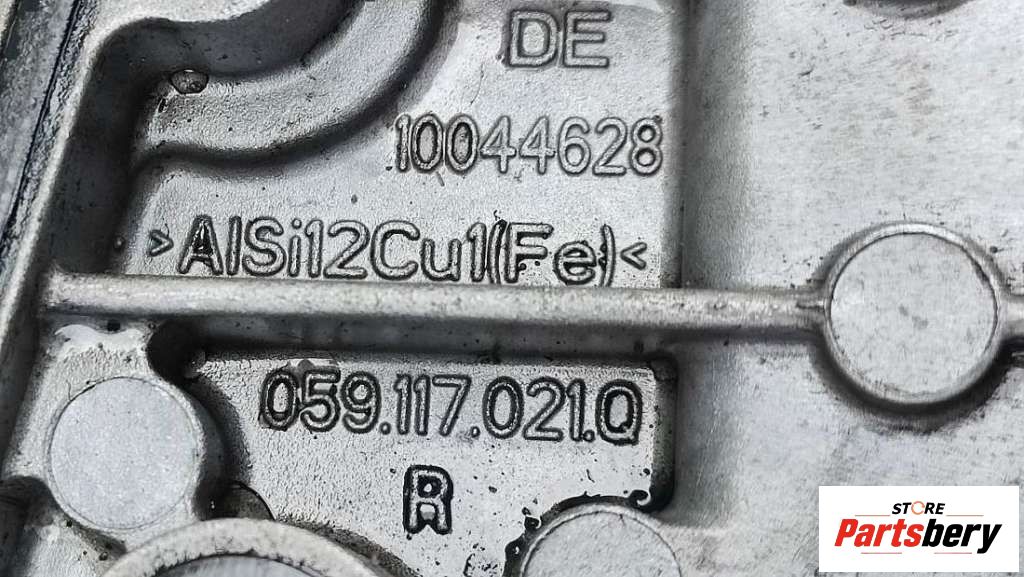 DE
10044628
>AlSi12Cu1(Fe)<
059.117.021.Q
R
STORE
Partsbery